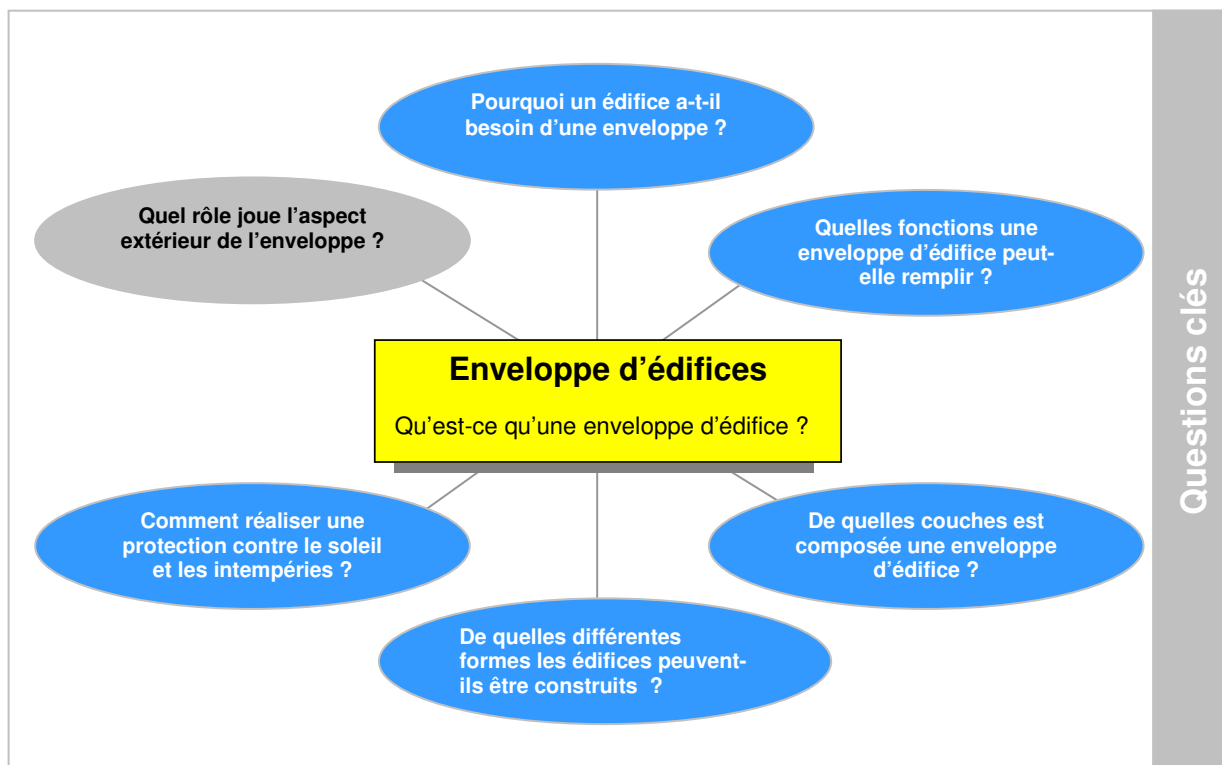 Pourquoi un édifice a-t-il
besoin d'une enveloppe ?
Quel rôle joue l'aspect
extérieur de l'enveloppe ?
Quelles fonctions une
enveloppe d'édifice peut-
elle remplir ?
Enveloppe d'édifices
Qu'est-ce qu'une enveloppe d'édifice ?
Comment réaliser une
protection contre le soleil
et les intempéries ?
De quelles couches est
composée une enveloppe
d'édifice ?
De quelles différentes
formes les édifices peuvent-
ils être construits ?
Questions clés